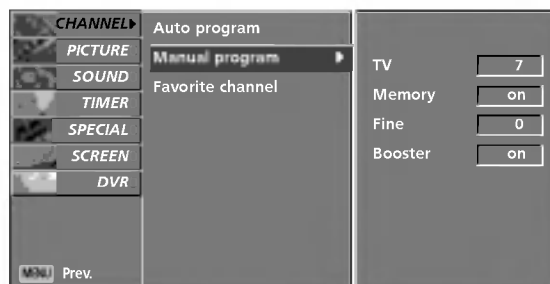 CHANNEL
PICTURE
SOUND
TIMER
SPECIAL
SCREEN
DVR
MENU Prev.
Auto program
Manual program
Favorite channel
TV 7
Memory on
Fine 0
Booster on